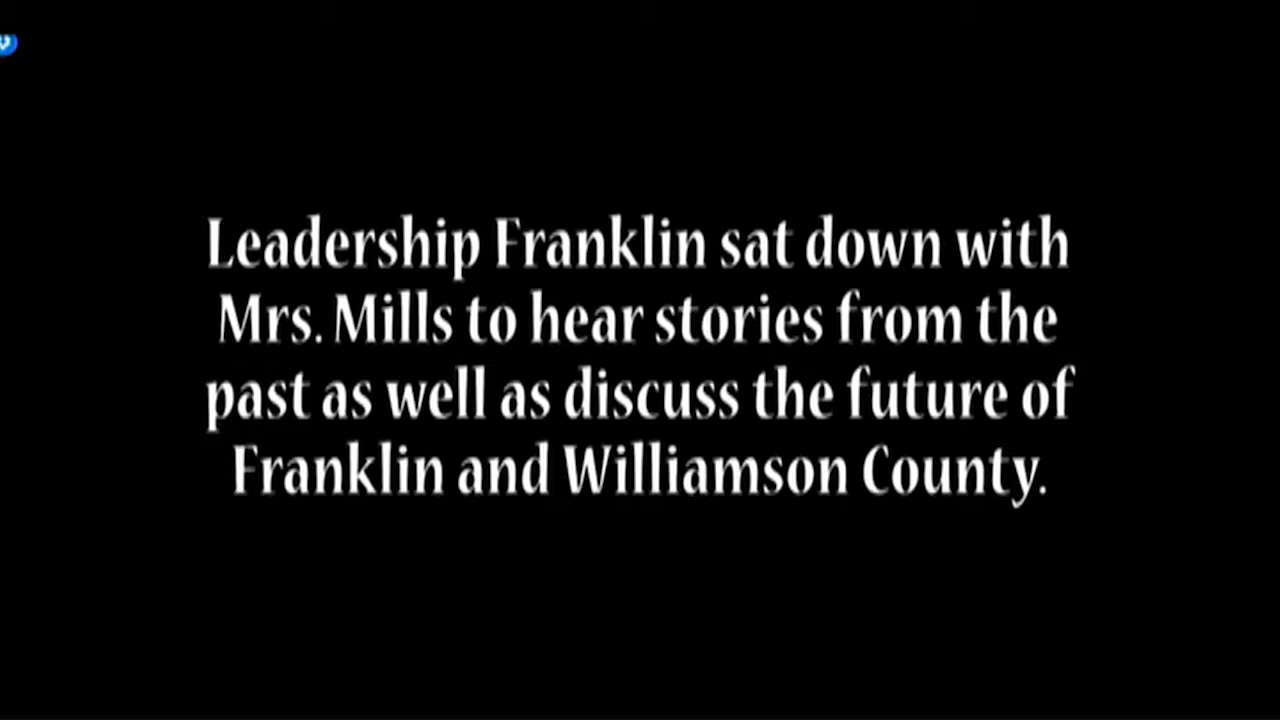 Leadership Franklin sat down with
Mrs. Mills to hear stories from the
past as well as discuss the future of
Franklin and Williamson County.